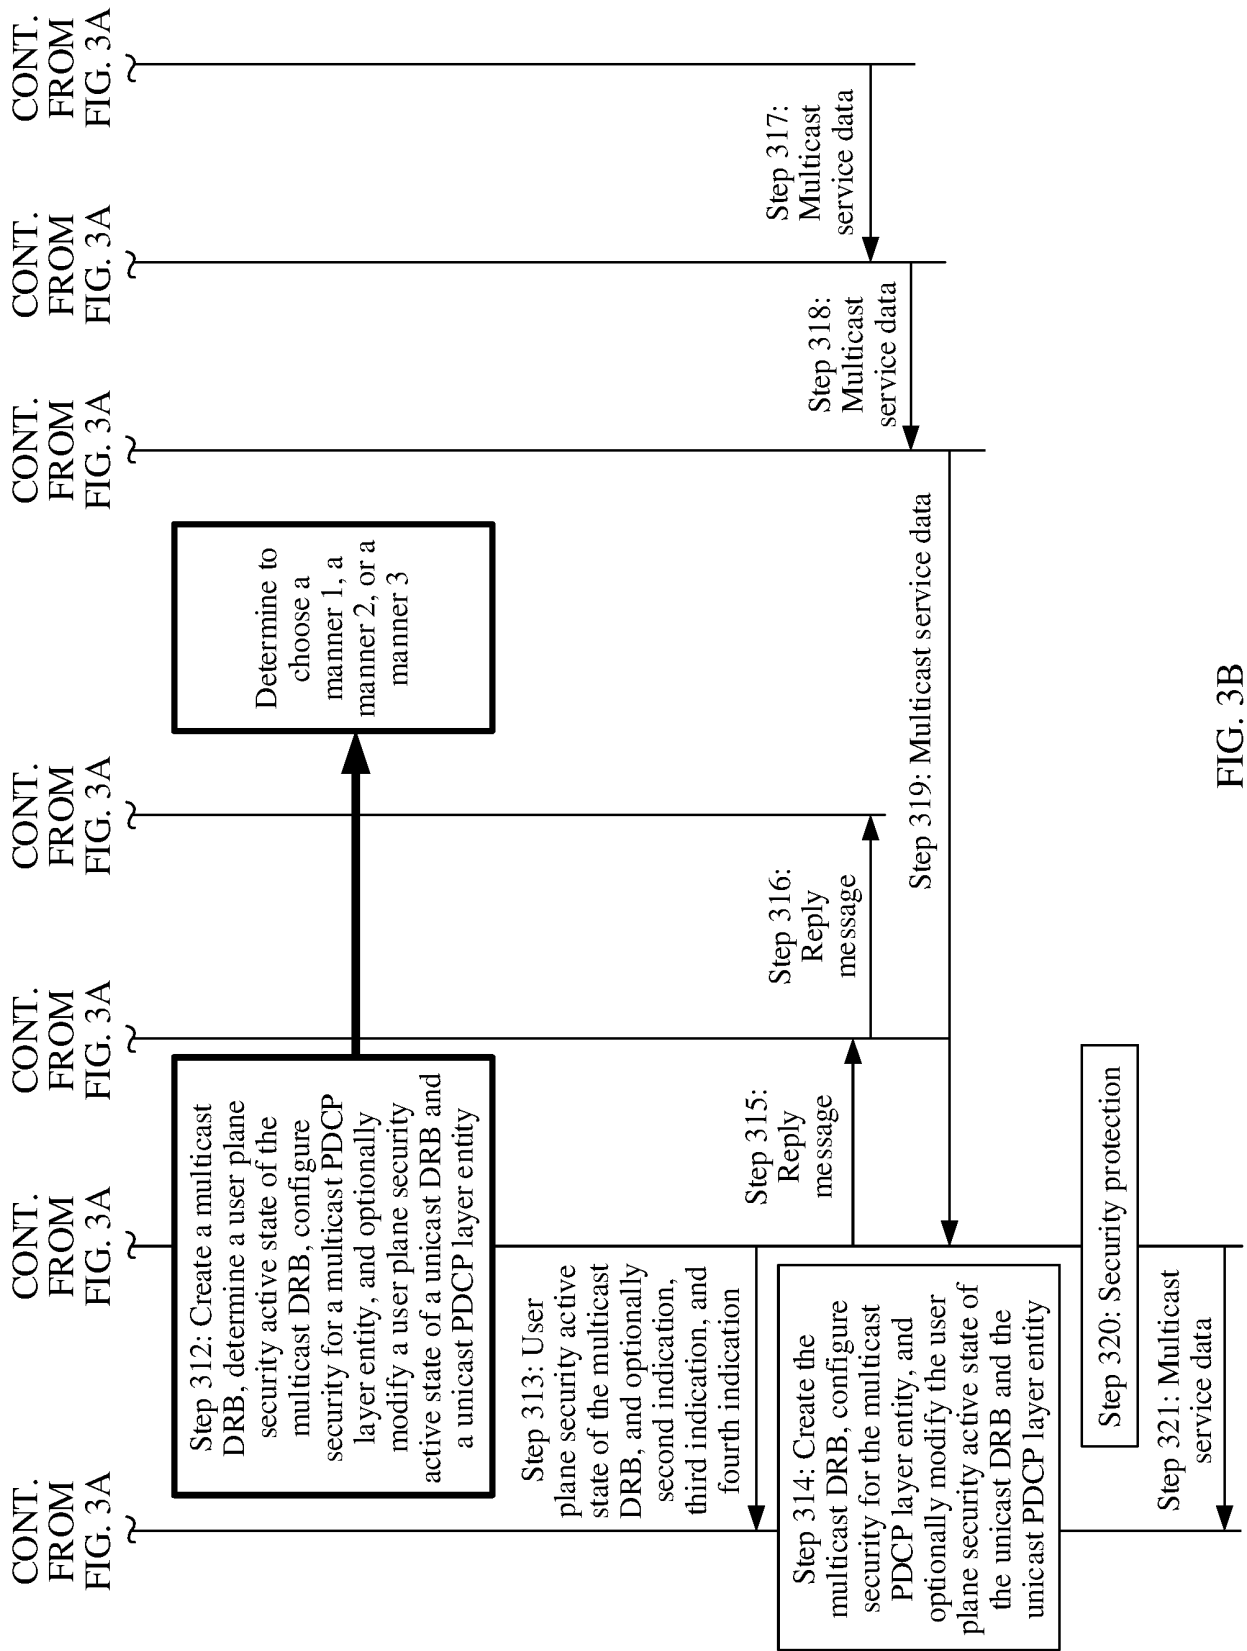 CONT.
FROM
FIG. 3A
CONT.
FROM
FIG. 3A
CONT.
FROM
FIG. 3A
CONT.
FROM
FIG. 3A
CONT.
FROM
FIG. 3A
CONT.
FROM
FIG. 3A
CONT.
FROM
FIG. 3A
Step 312: Create a multicast
DRB, determine a user plane
security active state of the
multicast DRB, configure
security for a multicast PDCP
layer entity, and optionally
modify a user plane security
active state of a unicast DRB and
a unicast PDCP layer entity
Determine to
choose a
manner 1, a
manner 2, or a
manner 3
Step 313: User
plane security active
state of the multicast
DRB, and optionally
second indication,
third indication, and
fourth indication
Step 314: Create the
multicast DRB, configure
security for the multicast
PDCP layer entity, and
optionally modify the user
plane security active state of
the unicast DRB and the
unicast PDCP layer entity
Step 315:
Reply
message
Step 316:
Reply
message
Step 317:
Multicast
service data
Step 318:
Multicast
service data
Step 319: Multicast service data
Step 320: Security protection
Step 321: Multicast
service data
FIG. 3B